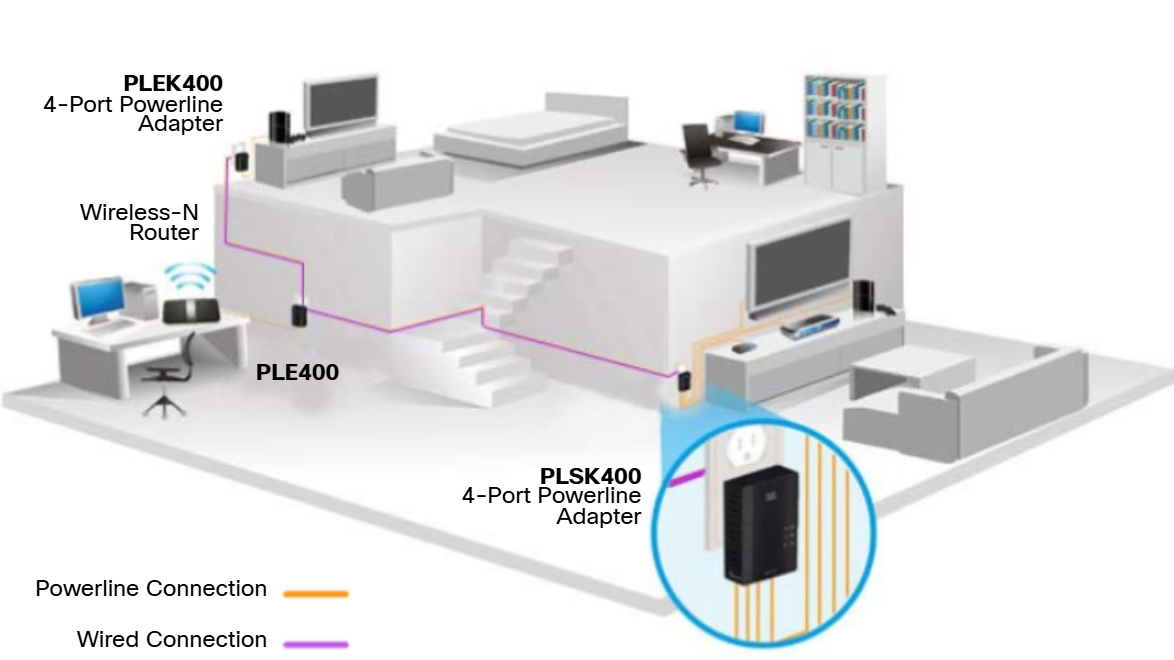 PLEK400
4-Port Powerline
Adapter
Wireless-N
Router
PLE400
PLSK400
4-Port Powerline
Adapter
Powerline Connection
Wired Connection